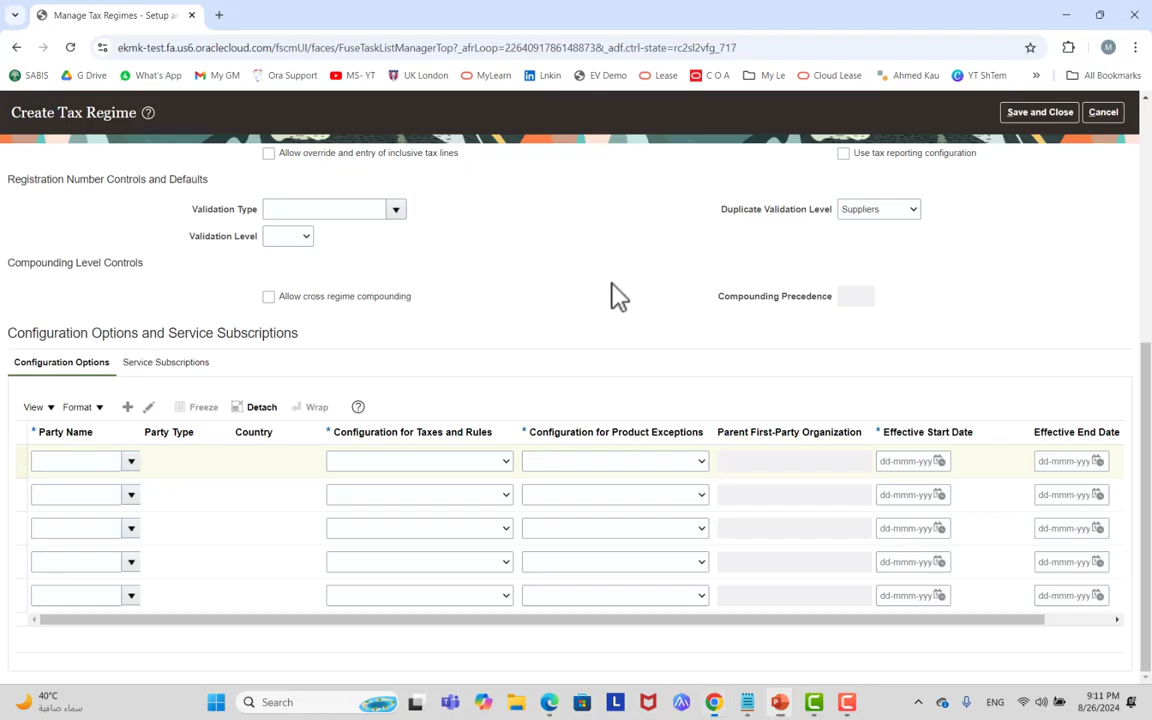 Manage Tax Regimes - Setup a
ekmk-test.fa.us6.oraclecloud.com/fscmUI/faces/FuseTaskListManagerTop?_afrLoop=2264091786148873&_adf.ctrl-state=rc2sl2vfg_717
M
SABIS G Drive What's App My GM Ora Support MS- YT UK London MyLearn Lnkin EV Demo Lease C O A My Le Cloud Lease Ahmed Kau YT ShTem » All Bookmarks
Create Tax Regime ?
Save and Close Cancel
Allow override and entry of inclusive tax lines Use tax reporting configuration
Registration Number Controls and Defaults
Validation Type Duplicate Validation Level Suppliers
Validation Level
Compounding Level Controls
Allow cross regime compounding Compounding Precedence
Configuration Options and Service Subscriptions
Configuration Options Service Subscriptions
View Format Freeze Detach Wrap ?
* Party Name Party Type Country * Configuration for Taxes and Rules * Configuration for Product Exceptions Parent First-Party Organization * Effective Start Date Effective End Date
dd-mmm-yyy dd-mmm-yyy
dd-mmm-yyy dd-mmm-yyy
dd-mmm-yyy dd-mmm-yyy
dd-mmm-yyy dd-mmm-yyy
dd-mmm-yyy dd-mmm-yyy
40°C
سماء صافية
Search
L
ENG
9:11 PM
8/26/2024